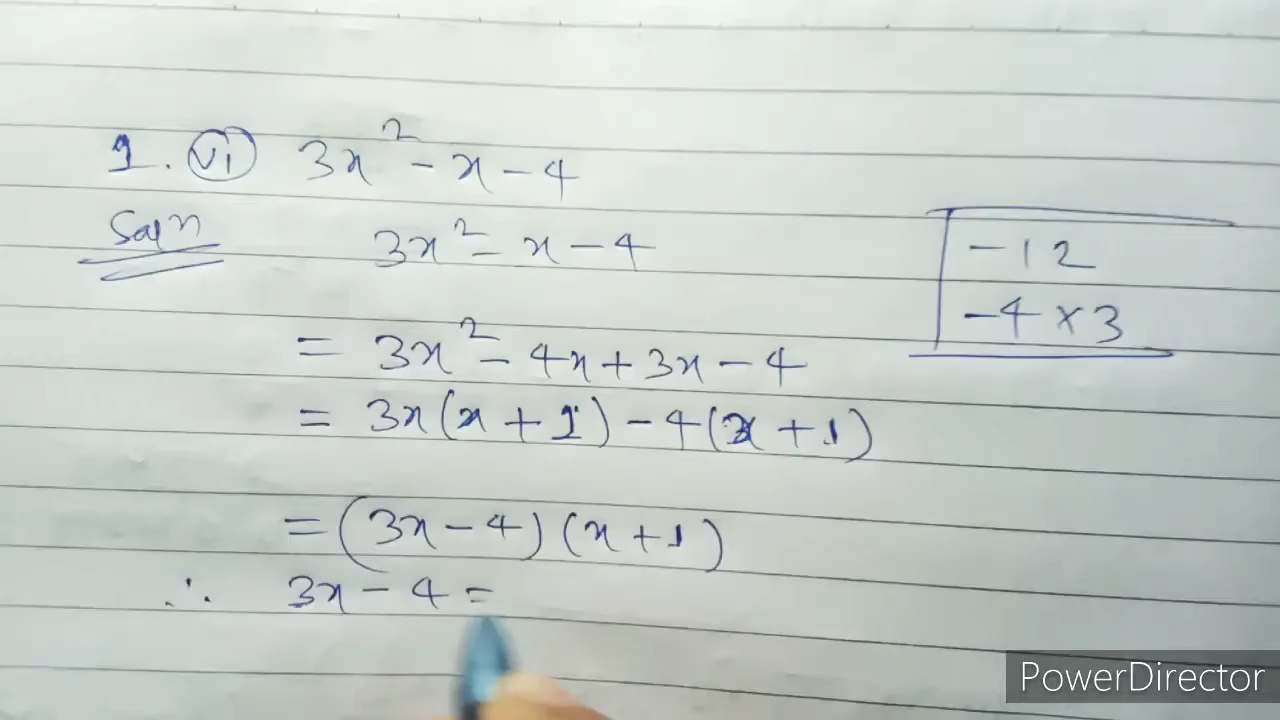 1. (vi) 3x² - x - 4
Solⁿ 3x² - x - 4
-12
= 3x² - 4x + 3x - 4
-4 × 3
= 3x(x + 1) - 4(x + 1)
= (3x - 4) (x + 1)
∴ 3x - 4 =
PowerDirector